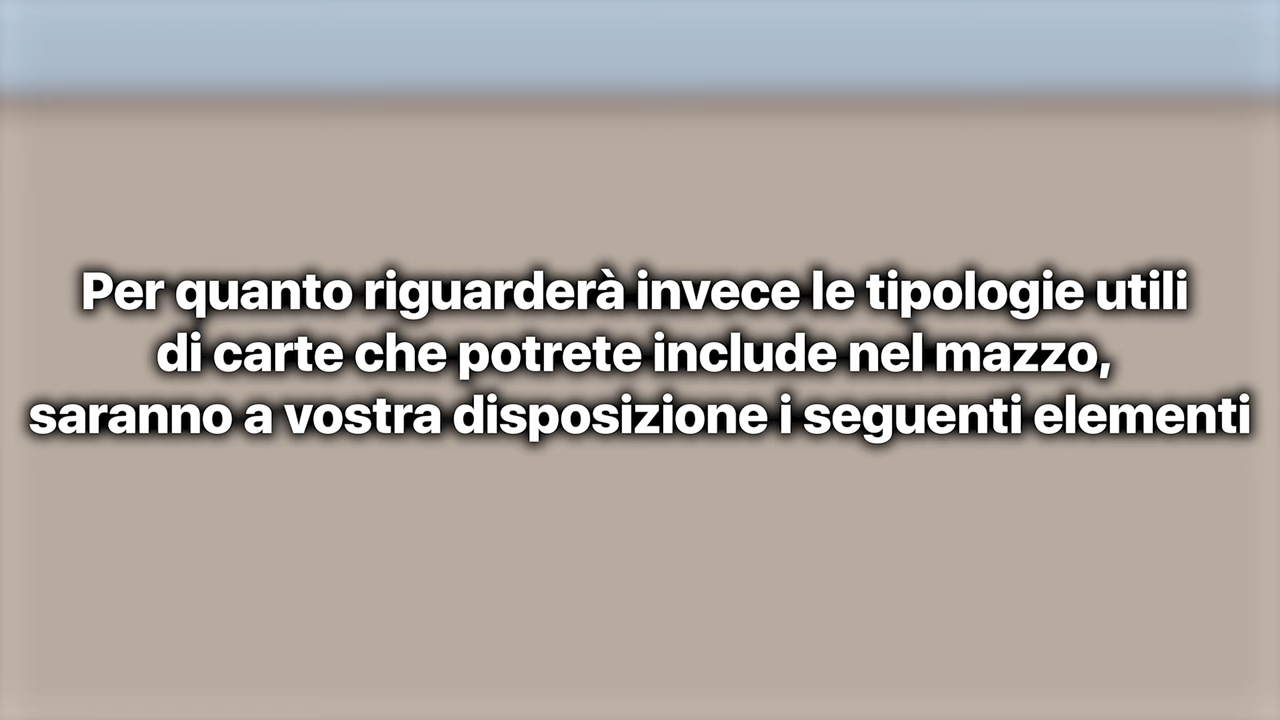 Per quanto riguarderà invece le tipologie utili
di carte che potrete include nel mazzo,
saranno a vostra disposizione i seguenti elementi